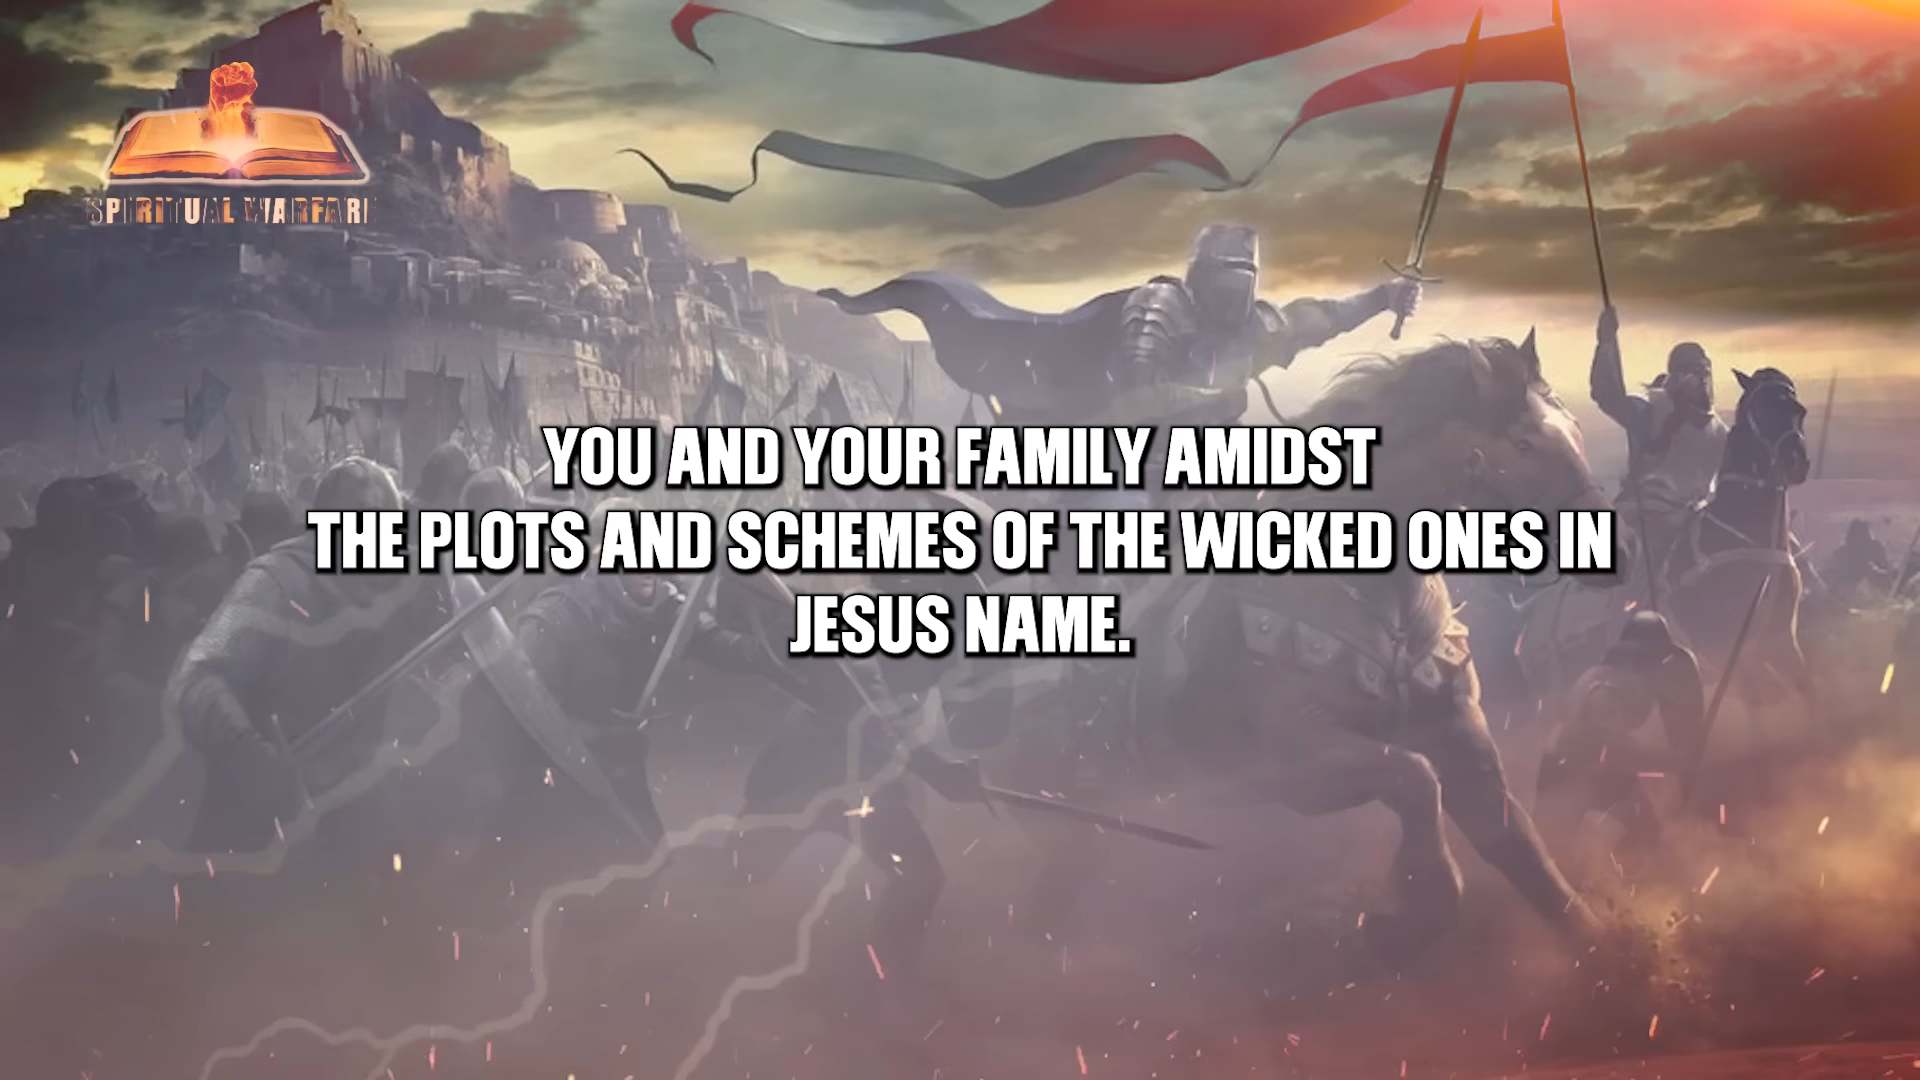 SPIRITUAL WARFARE
YOU AND YOUR FAMILY AMIDST
THE PLOTS AND SCHEMES OF THE WICKED ONES IN
JESUS NAME.